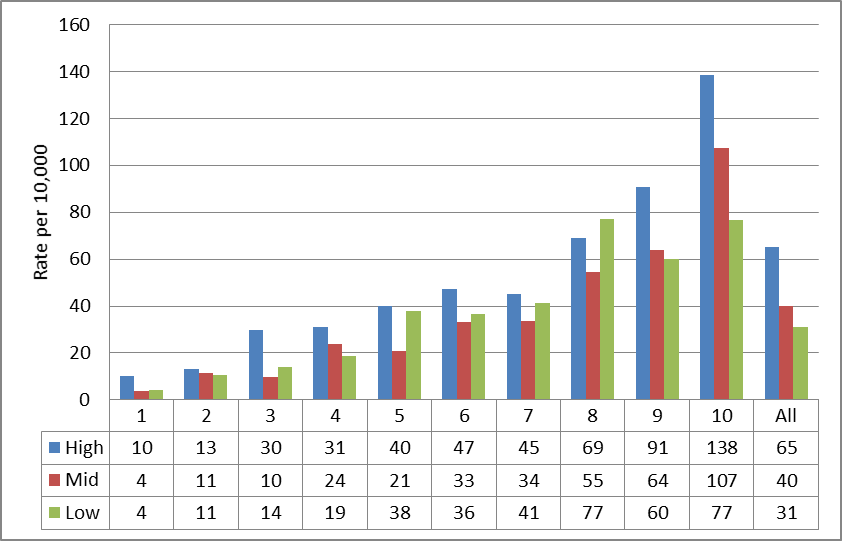 160
140
120
100
80
60
40
20
0
Rate per 10,000
1 2 3 4 5 6 7 8 9 10 All
High 10 13 30 31 40 47 45 69 91 138 65
Mid 4 11 10 24 21 33 34 55 64 107 40
Low 4 11 14 19 38 36 41 77 60 77 31